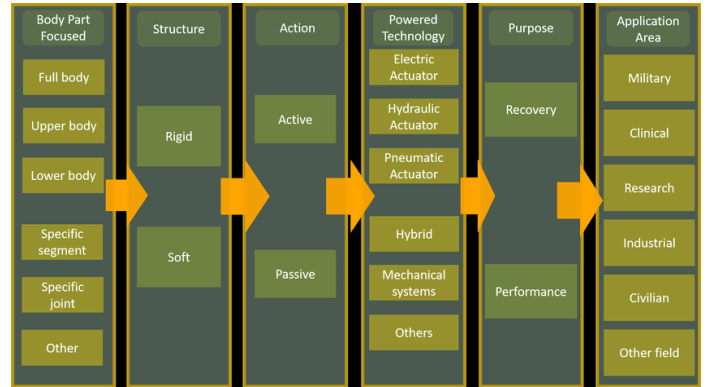 Body Part
Focused
Full body
Upper body
Lower body
Specific
segment
Specific
joint
Other
Structure
Rigid
Soft
Action
Active
Passive
Powered
Technology
Electric
Actuator
Hydraulic
Actuator
Pneumatic
Actuator
Hybrid
Mechanical
systems
Others
Purpose
Recovery
Performance
Application
Area
Military
Clinical
Research
Industrial
Civilian
Other field